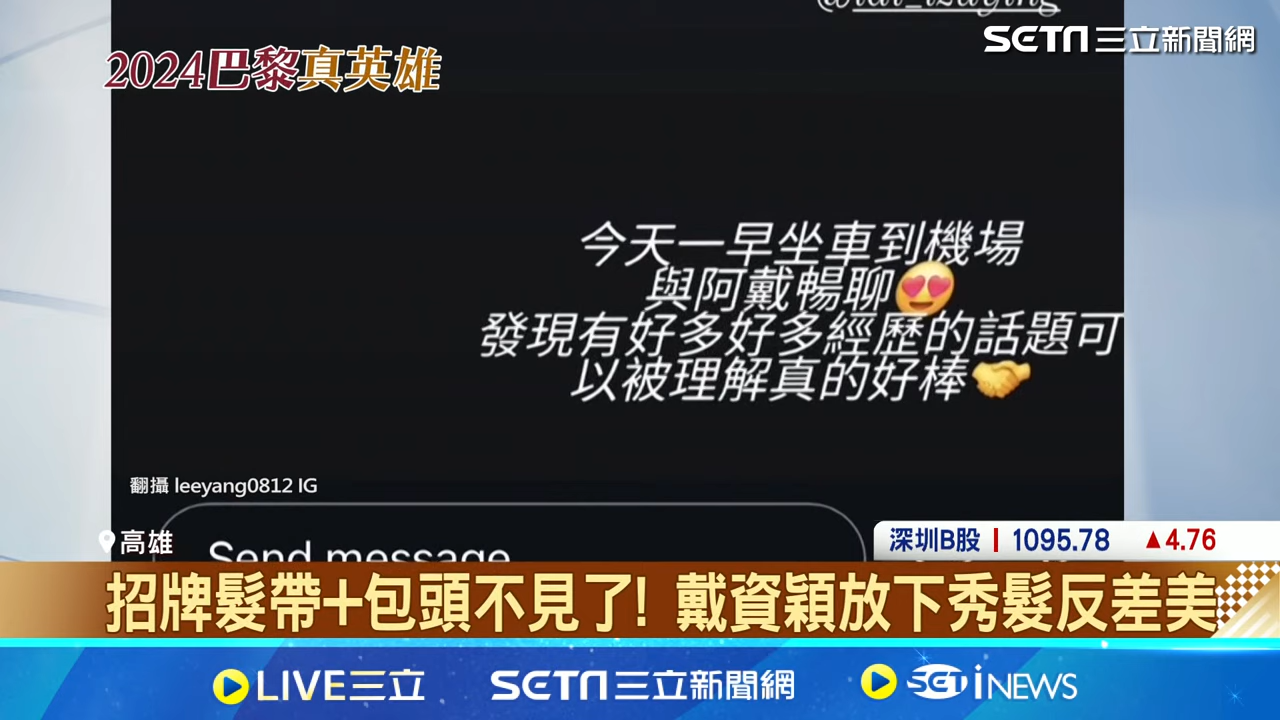 SETN三立新聞網
2024巴黎真英雄
今天一早坐車到機場
與阿戴暢聊😍
發現有好多好多經歷的話題可
以被理解真的好棒🤝
翻攝 leeyang0812 IG
高雄
Send message
深圳B股 1095.78 ▲4.76
招牌髮帶+包頭不見了! 戴資穎放下秀髮反差美
LIVE三立 SETN三立新聞網 SETiNEWS